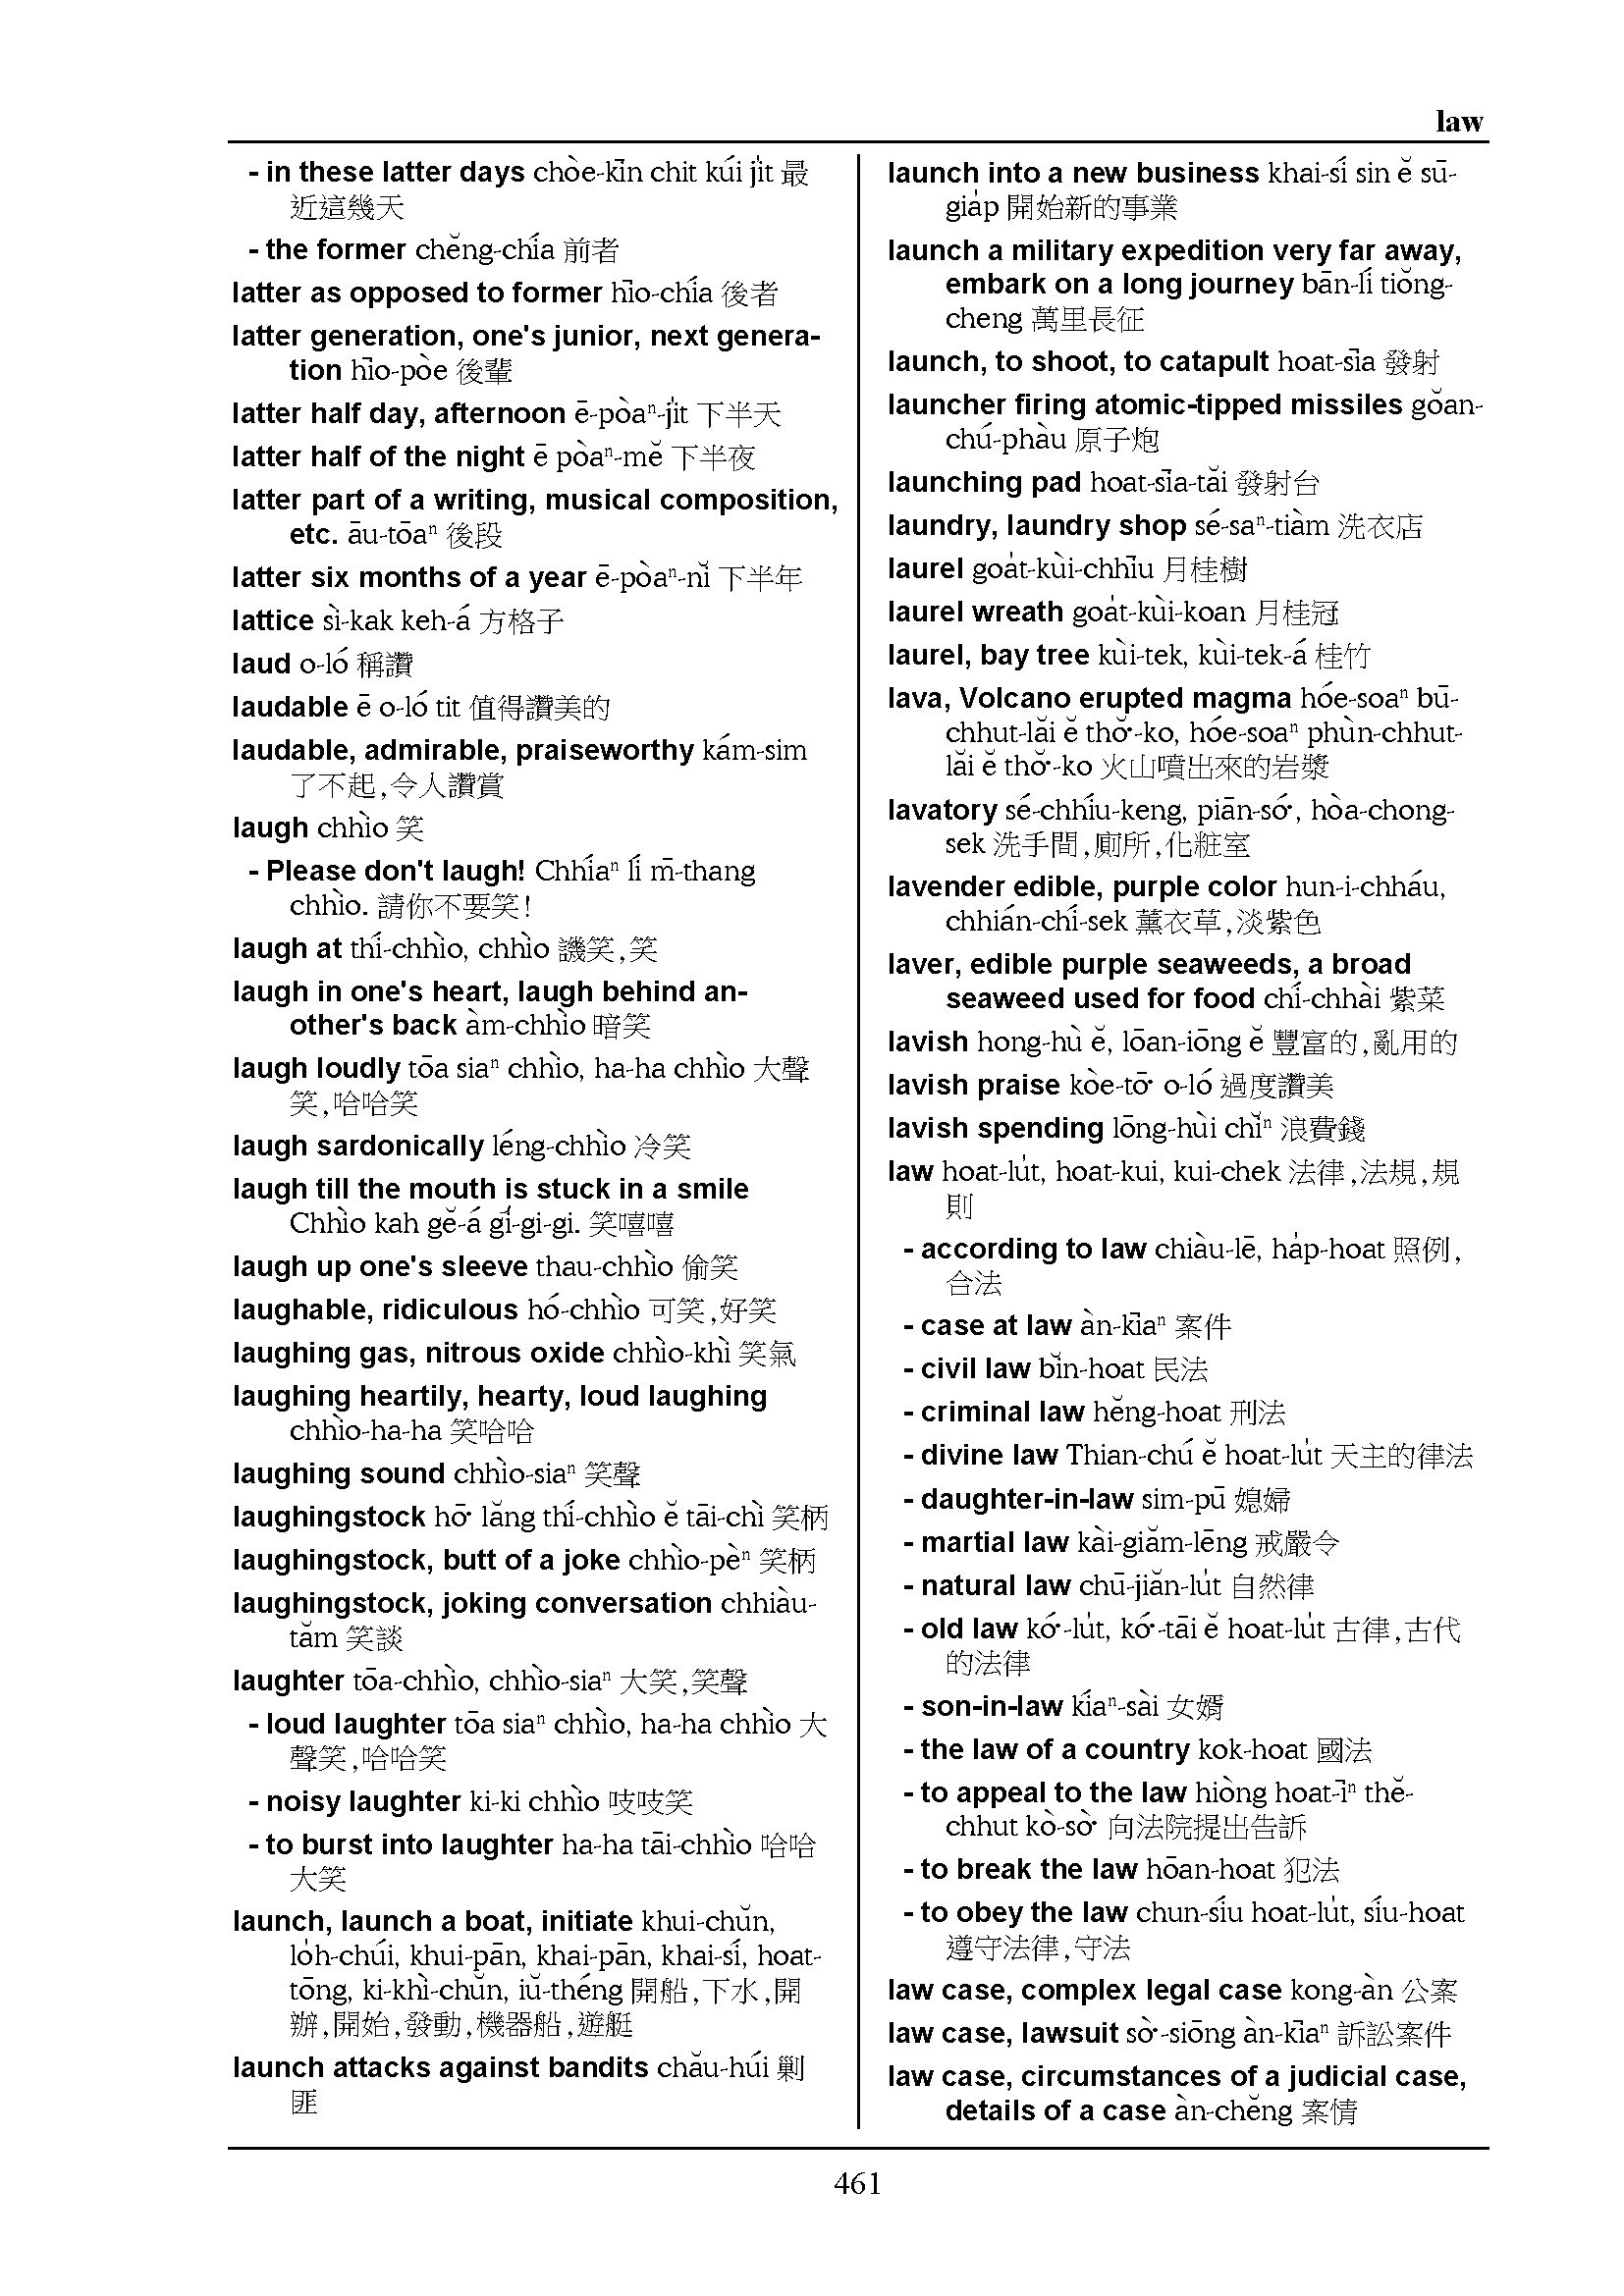 law
- in these latter days chòe-kīn chit kúi ji̍t 最
近這幾天
- the former chĕng-chía 前者
latter as opposed to former hīo-chía 後者
latter generation, one's junior, next genera-
tion hīo-pòe 後輩
latter half day, afternoon ē-pòaⁿ-ji̍t 下半天
latter half of the night ē pòaⁿ-mĕ 下半夜
latter part of a writing, musical composition,
etc. āu-tōaⁿ 後段
latter six months of a year ē-pòaⁿ-nĭ 下半年
lattice sì-kak keh-á 方格子
laud o-ló 稱讚
laudable ē o-ló tit 值得讚美的
laudable, admirable, praiseworthy kám-sim
了不起,令人讚賞
laugh chhìo 笑
- Please don't laugh! Chhíaⁿ lí m̄-thang
chhìo. 請你不要笑!
laugh at thí-chhìo, chhìo 譏笑,笑
laugh in one's heart, laugh behind an-
other's back àm-chhìo 暗笑
laugh loudly tōa siaⁿ chhìo, ha-ha chhìo 大聲
笑,哈哈笑
laugh sardonically léng-chhìo 冷笑
laugh till the mouth is stuck in a smile
Chhìo kah gĕ-á gí-gi-gi. 笑嘻嘻
laugh up one's sleeve thau-chhìo 偷笑
laughable, ridiculous hó-chhìo 可笑,好笑
laughing gas, nitrous oxide chhìo-khì 笑氣
laughing heartily, hearty, loud laughing
chhìo-ha-ha 笑哈哈
laughing sound chhìo-siaⁿ 笑聲
laughingstock hō͘ lăng thí-chhìo ĕ tāi-chì 笑柄
laughingstock, butt of a joke chhìo-pèⁿ 笑柄
laughingstock, joking conversation chhiàu-
tăm 笑談
laughter tōa-chhìo, chhìo-siaⁿ 大笑,笑聲
- loud laughter tōa siaⁿ chhìo, ha-ha chhìo 大
聲笑,哈哈笑
- noisy laughter ki-ki chhìo 吱吱笑
- to burst into laughter ha-ha tāi-chhìo 哈哈
大笑
launch, launch a boat, initiate khui-chŭn,
lo̍h-chúi, khui-pān, khai-pān, khai-sí, hoat-
tōng, ki-khì-chŭn, iŭ-théng 開船,下水,開
辦,開始,發動,機器船,遊艇
launch attacks against bandits chău-húi 剿
匪
launch into a new business khai-sí sin ĕ sū-
gia̍p 開始新的事業
launch a military expedition very far away,
embark on a long journey bān-lí tiŏng-
cheng 萬里長征
launch, to shoot, to catapult hoat-sīa 發射
launcher firing atomic-tipped missiles gŏan-
chú-phàu 原子炮
launching pad hoat-sīa-tăi 發射台
laundry, laundry shop sé-saⁿ-tiàm 洗衣店
laurel goa̍t-kùi-chhīu 月桂樹
laurel wreath goa̍t-kùi-koan 月桂冠
laurel, bay tree kùi-tek, kùi-tek-á 桂竹
lava, Volcano erupted magma hóe-soaⁿ bū-
chhut-lăi ĕ thŏ͘-ko, hóe-soaⁿ phùn-chhut-
lăi ĕ thŏ͘-ko 火山噴出來的岩漿
lavatory sé-chhíu-keng, piān-só͘, hòa-chong-
sek 洗手間,廁所,化粧室
lavender edible, purple color hun-i-chháu,
chhián-chí-sek 薰衣草,淡紫色
laver, edible purple seaweeds, a broad
seaweed used for food chí-chhài 紫菜
lavish hong-hù ĕ, lōan-iōng ĕ 豐富的,亂用的
lavish praise kòe-tō͘ o-ló 過度讚美
lavish spending lōng-hùi chĭⁿ 浪費錢
law hoat-lu̍t, hoat-kui, kui-chek 法律,法規,規
則
- according to law chiàu-lē, ha̍p-hoat 照例,
合法
- case at law àn-kīaⁿ 案件
- civil law bĭn-hoat 民法
- criminal law hĕng-hoat 刑法
- divine law Thian-chú ĕ hoat-lu̍t 天主的律法
- daughter-in-law sim-pū 媳婦
- martial law kài-giăm-lēng 戒嚴令
- natural law chū-jiăn-lu̍t 自然律
- old law kó͘-lu̍t, kó͘-tāi ĕ hoat-lu̍t 古律,古代
的法律
- son-in-law kíaⁿ-sài 女婿
- the law of a country kok-hoat 國法
- to appeal to the law hiòng hoat-īⁿ thĕ-
chhut kò-sò͘ 向法院提出告訴
- to break the law hōan-hoat 犯法
- to obey the law chun-síu hoat-lu̍t, síu-hoat
遵守法律,守法
law case, complex legal case kong-àn 公案
law case, lawsuit sò͘-siōng àn-kīaⁿ 訴訟案件
law case, circumstances of a judicial case,
details of a case àn-chĕng 案情
461